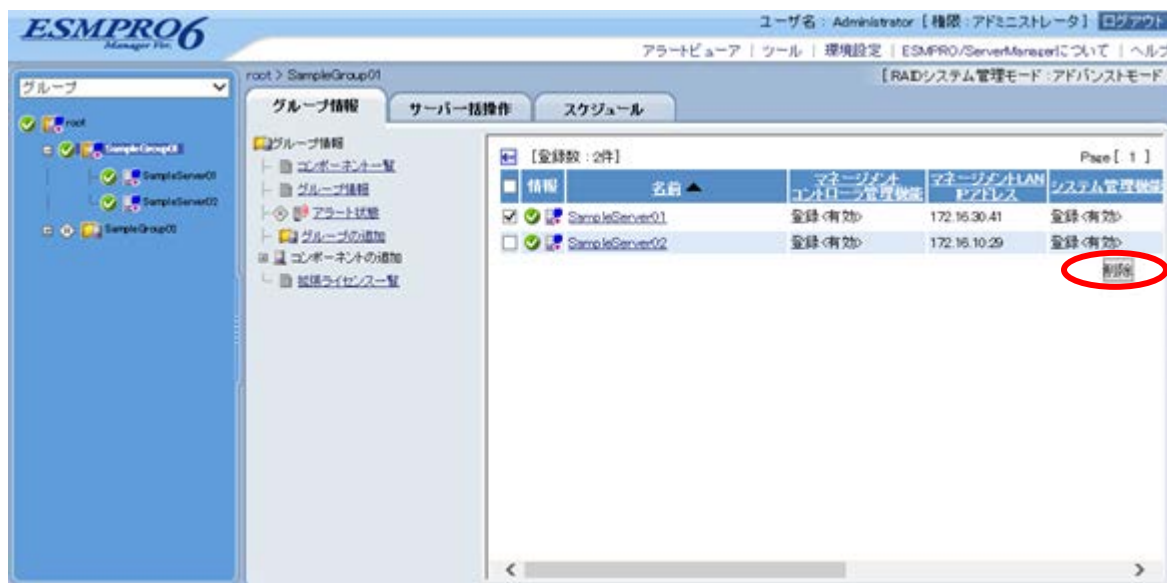 ESMPRO6
Manager Ver.
ユーザ名 : Administrator [ 権限 : アドミニストレータ ] ログアウト
アラートビューア | ツール | 環境設定 | ESMPRO/ServerManagerについて | ヘルプ
グループ
root > SampleGroup01
[ RAIDシステム管理モード : アドバンストモード
グループ情報 サーバー括操作 スケジュール
root
SampleGroup01
SampleServer01
SampleServer02
SampleGroup02
グループ情報
コンポーネント一覧
グループ情報
アラート状態
グループの追加
コンポーネントの追加
拡張ライセンス一覧
[登録数 : 2件] Page [ 1 ]
情報 名前 ▲ マネージメント コントローラ管理機能 マネージメントLAN IPアドレス システム管理機能
SampleServer01 登録<有効> 172.16.30.41 登録<有効>
SampleServer02 登録<有効> 172.16.10.29 登録<有効>
削除